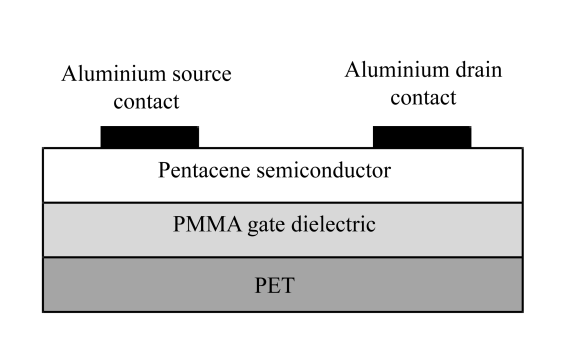 Aluminium source
contact
Aluminium drain
contact
Pentacene semiconductor
PMMA gate dielectric
PET